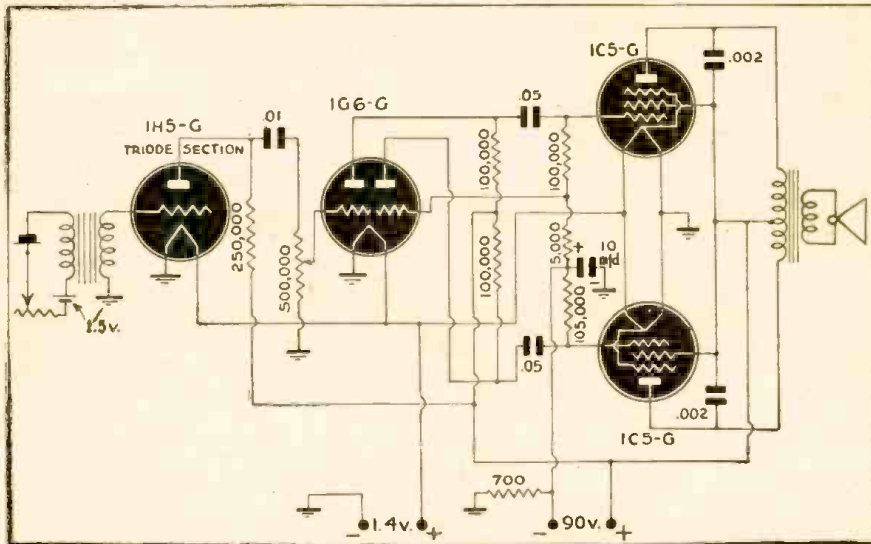 1H5-G
TRIODE SECTION
.01
1G6-G
.05
1C5-G
.002
250,000
500,000
100,000
100,000
100,000
5,000
+ 10 mfd
-
105,000
1.5v.
.05
1C5-G
.002
700
- 1.4v. +
- 90v. +